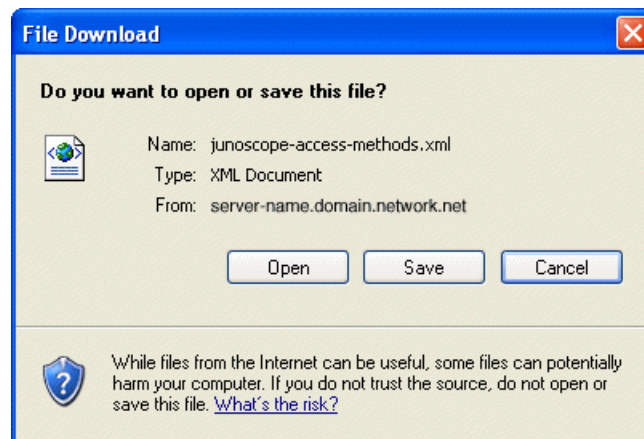 File Download
Do you want to open or save this file?
Name: junoscope-access-methods.xml
Type: XML Document
From: server-name.domain.network.net
Open Save Cancel
While files from the Internet can be useful, some files can potentially
harm your computer. If you do not trust the source, do not open or
save this file. What's the risk?